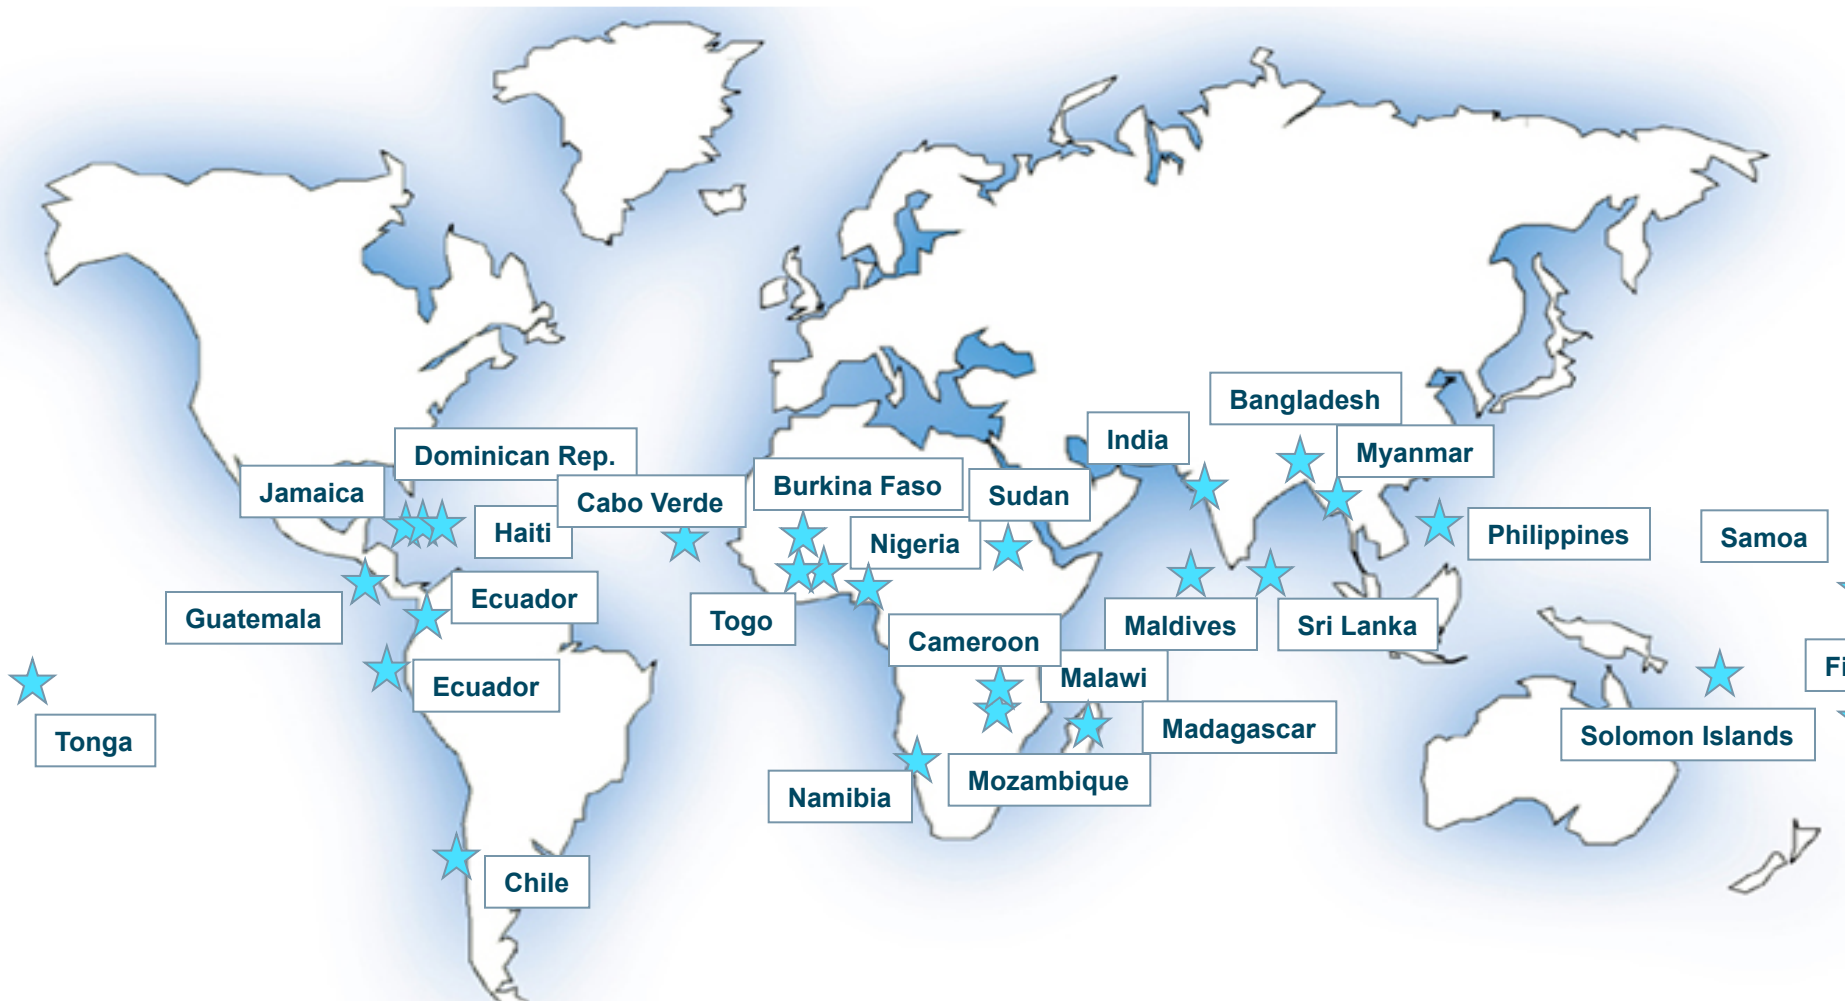 Bangladesh
India
Myanmar
Dominican Rep.
Jamaica
Cabo Verde
Burkina Faso
Sudan
Haiti
Nigeria
Philippines
Samoa
Guatemala
Ecuador
Togo
Cameroon
Maldives
Sri Lanka
Ecuador
Malawi
Fi
Tonga
Madagascar
Solomon Islands
Namibia
Mozambique
Chile